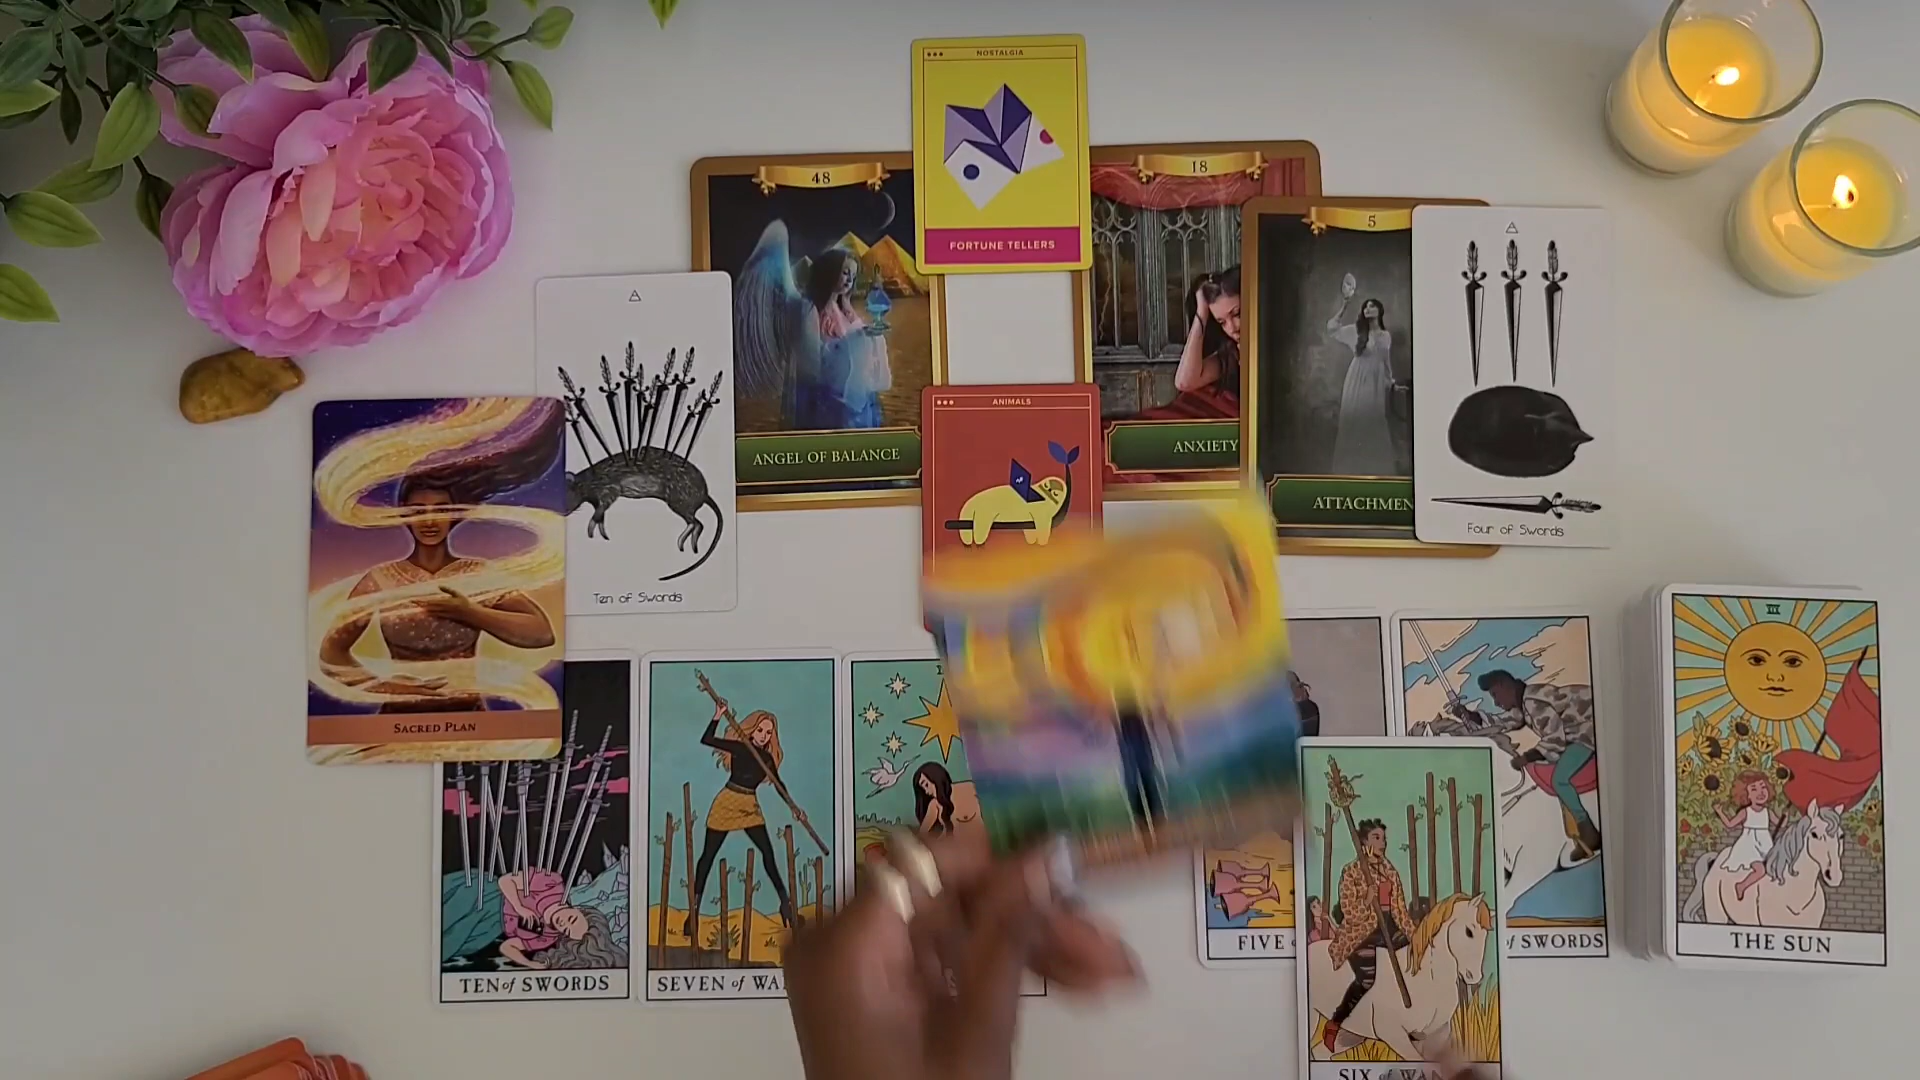 NOSTALGIA
FORTUNE TELLERS
48
ANGEL OF BALANCE
18
ANXIETY
5
ATTACHMEN
Four of Swords
Ten of Swords
ANIMALS
SACRED PLAN
TEN of SWORDS
SEVEN of WA
FIVE
of SWORDS
SIX of WA
XIX
THE SUN